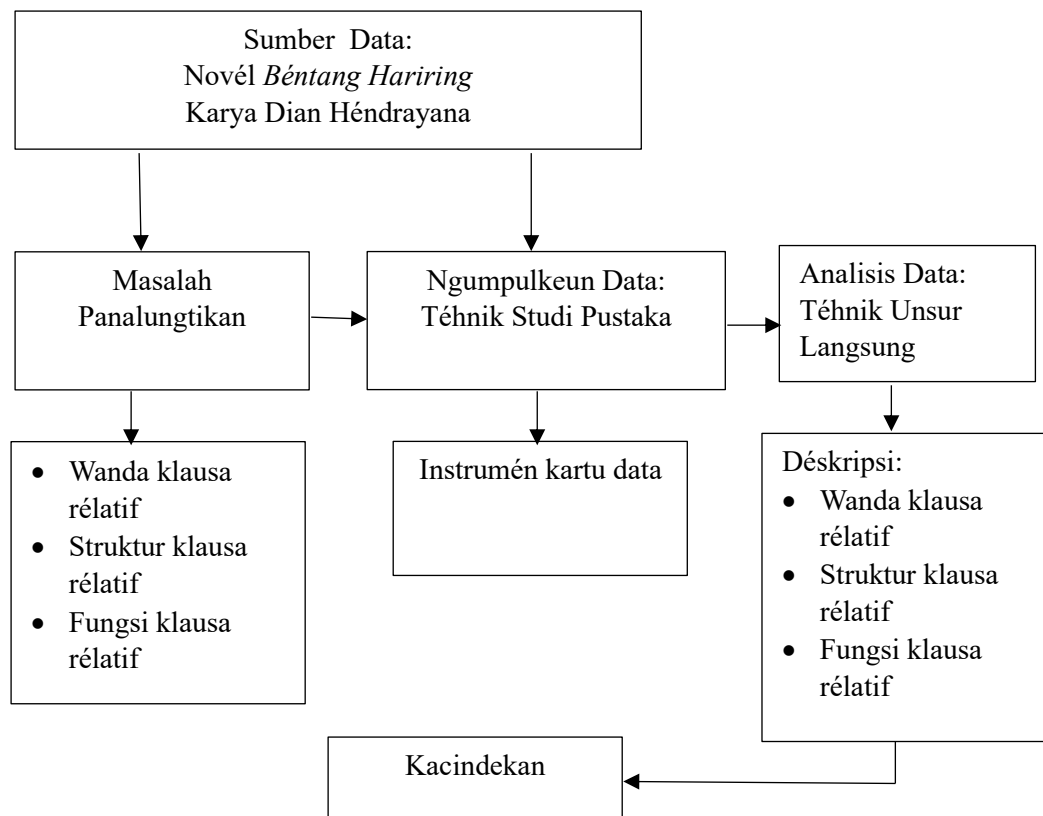 Sumber Data:
Novél Béntang Hariring
Karya Dian Héndrayana
Masalah
Panalungtikan
Ngumpulkeun Data:
Téhnik Studi Pustaka
Analisis Data:
Téhnik Unsur
Langsung
• Wanda klausa
rélatif
• Struktur klausa
rélatif
• Fungsi klausa
rélatif
Instrumén kartu data
Déskripsi:
• Wanda klausa
rélatif
• Struktur klausa
rélatif
• Fungsi klausa
rélatif
Kacindekan